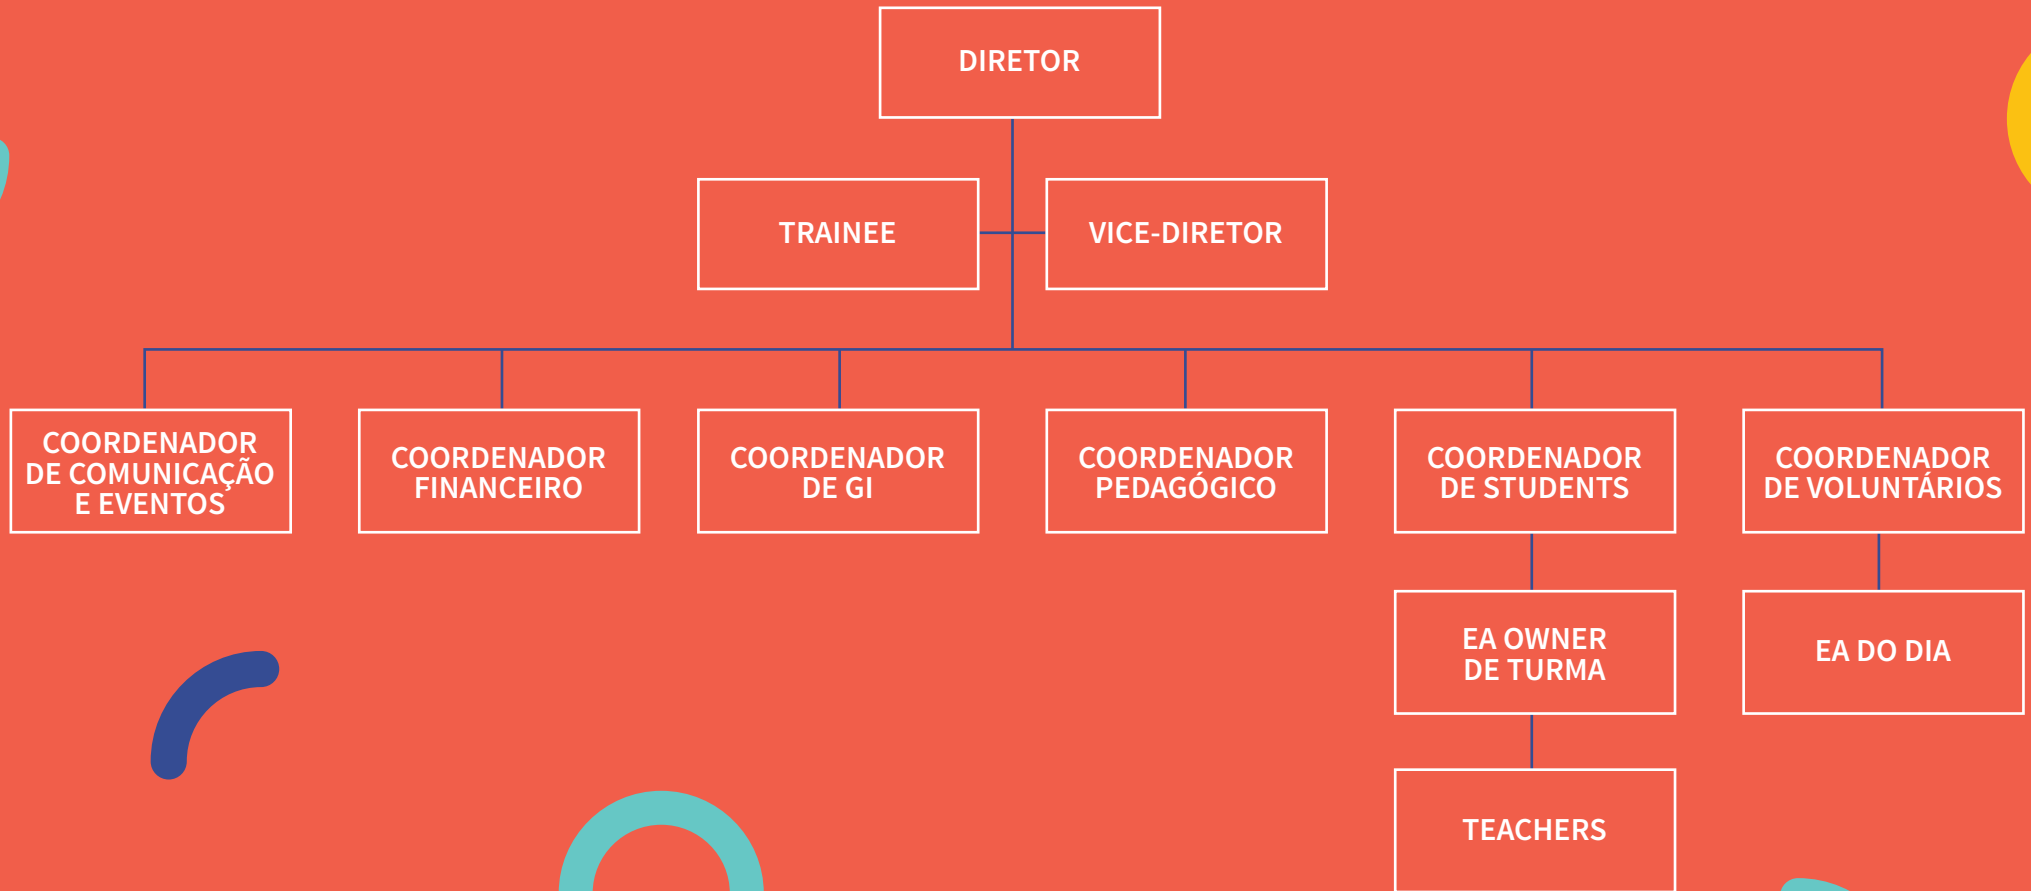 DIRETOR
TRAINEE
VICE-DIRETOR
COORDENADOR
DE COMUNICAÇÃO
E EVENTOS
COORDENADOR
FINANCEIRO
COORDENADOR
DE GI
COORDENADOR
PEDAGÓGICO
COORDENADOR
DE STUDENTS
COORDENADOR
DE VOLUNTÁRIOS
EA OWNER
DE TURMA
EA DO DIA
TEACHERS